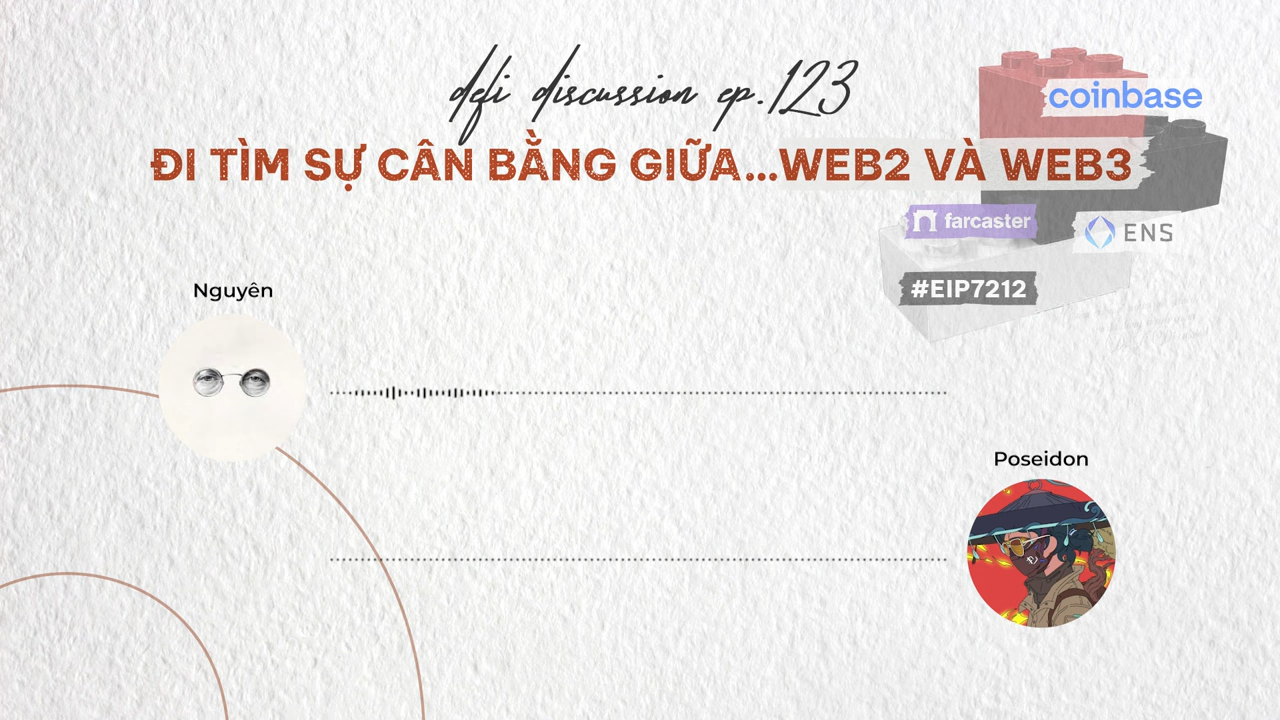 defi discussion ep.123
ĐI TÌM SỰ CÂN BẰNG GIỮA...WEB2 VÀ WEB3
coinbase
farcaster
ENS
#EIP7212
Nguyên
Poseidon